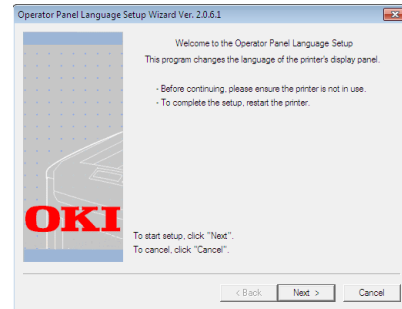 Operator Panel Language Setup Wizard Ver. 2.0.6.1
Welcome to the Operator Panel Language Setup
This program changes the language of the printer's display panel.
- Before continuing, please ensure the printer is not in use.
- To complete the setup, restart the printer.
OKI
To start setup, click "Next".
To cancel, click "Cancel".
< Back
Next >
Cancel